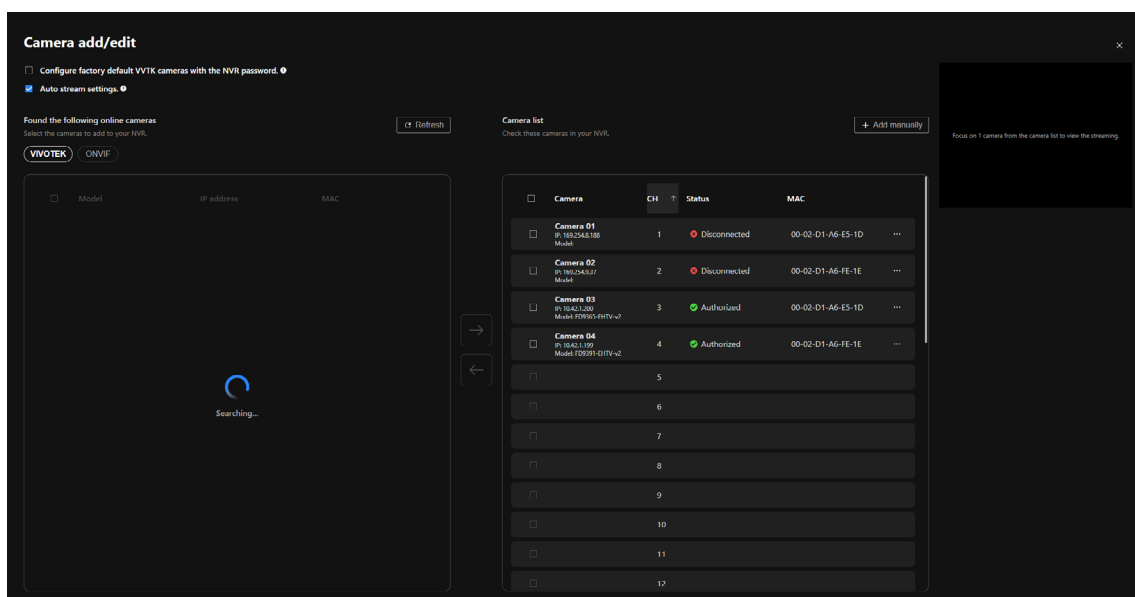 Camera add/edit
Configure factory default VVTK cameras with the NVR password.
Auto stream settings.
Found the following online cameras
Select the cameras to add to your NVR.
Refresh
VIVOTEK
ONVIF
Model IP address MAC
Searching...
Camera list
Check these cameras in your NVR.
+ Add manually
Camera CH ↑ Status MAC
Camera 01
IP: 169.254.8.188
Model:
1 Disconnected 00-02-D1-A6-E5-1D ...
Camera 02
IP: 169.254.9.37
Model:
2 Disconnected 00-02-D1-A6-FE-1E ...
Camera 03
IP: 10.42.1.200
Model: FD9365-EHTV-v2
3 Authorized 00-02-D1-A6-E5-1D ...
Camera 04
IP: 10.42.1.199
Model: FD9391-EHTV-v2
4 Authorized 00-02-D1-A6-FE-1E ...
5
6
7
8
9
10
11
12
Focus on 1 camera from the camera list to view the streaming.